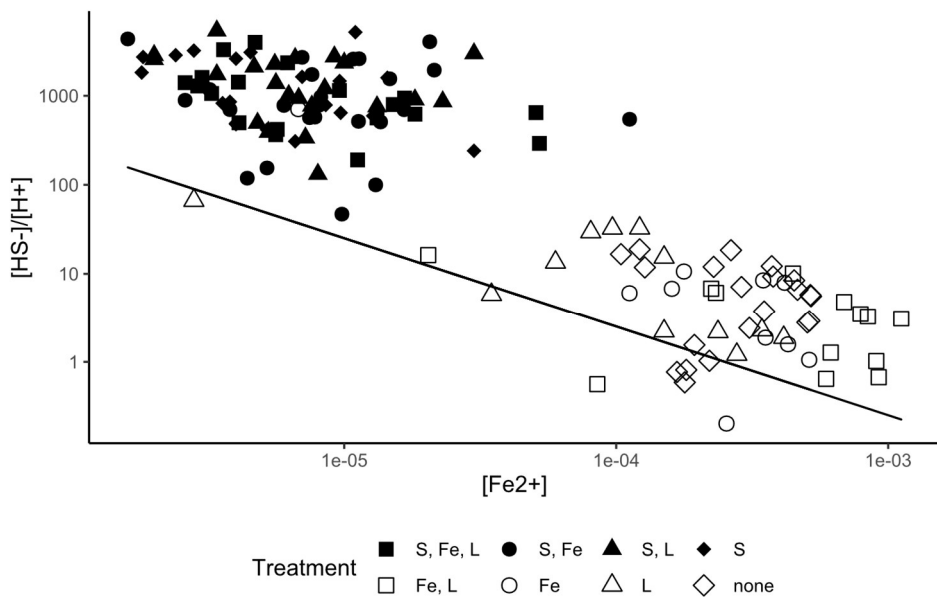 1000
100
10
1
[HS-]/[H+]
1e-05 1e-04 1e-03
[Fe2+]
Treatment
S, Fe, L S, Fe S, L S
Fe, L Fe L none